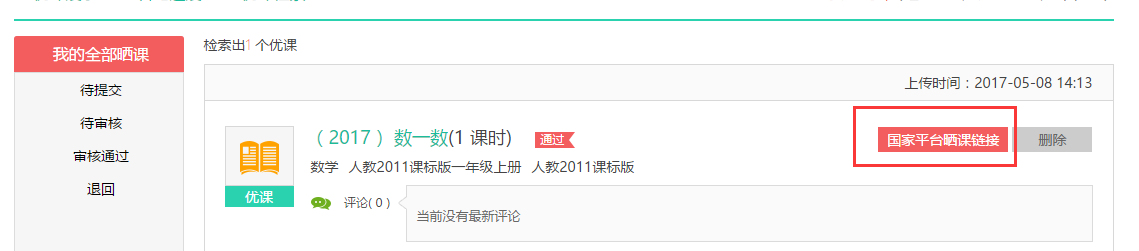 我的全部晒课
待提交
待审核
审核通过
退回
检索出1个优课
上传时间：2017-05-08 14:13
（2017）数一数(1 课时) 通过
国家平台晒课链接 删除
数学 人教2011课标版一年级上册 人教2011课标版
优课
评论( 0 )
当前没有最新评论